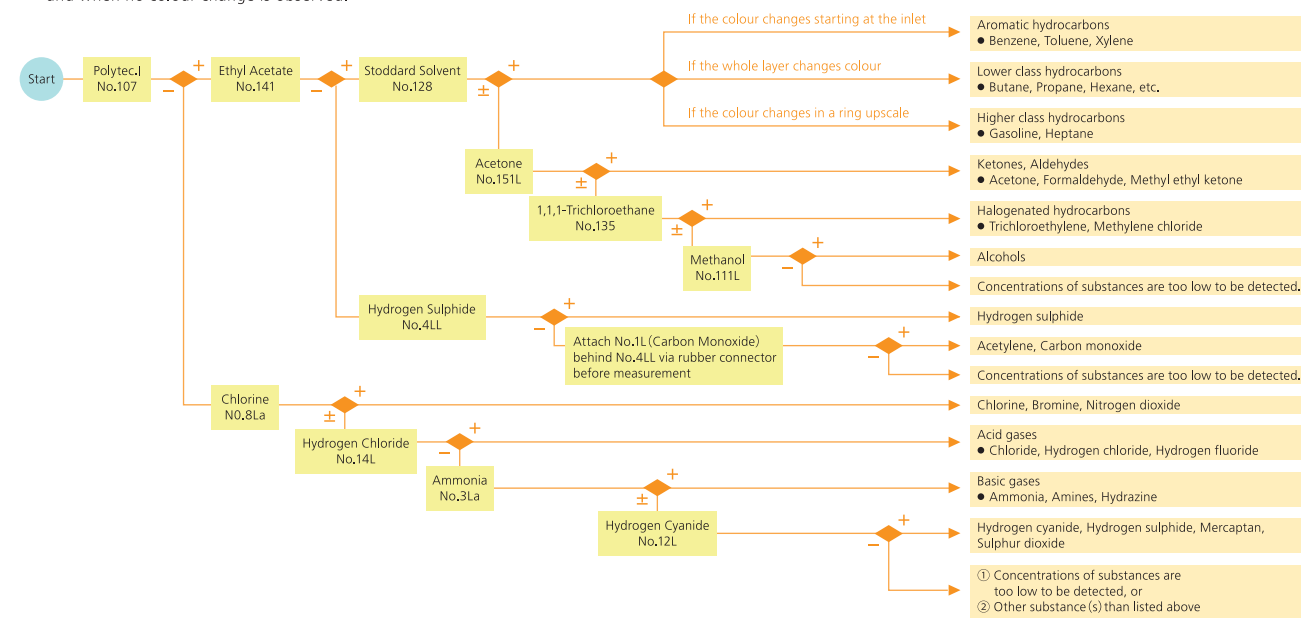 and when no colour change is observed.
Start
Polytec.I
No.107
+
−
Ethyl Acetate
No.141
+
−
Stoddard Solvent
No.128
+
±
If the colour changes starting at the inlet
Aromatic hydrocarbons
● Benzene, Toluene, Xylene
If the whole layer changes colour
Lower class hydrocarbons
● Butane, Propane, Hexane, etc.
If the colour changes in a ring upscale
Higher class hydrocarbons
● Gasoline, Heptane
Acetone
No.151L
+
±
Ketones, Aldehydes
● Acetone, Formaldehyde, Methyl ethyl ketone
1,1,1-Trichloroethane
No.135
+
±
Halogenated hydrocarbons
● Trichloroethylene, Methylene chloride
Methanol
No.111L
+
−
Alcohols
Concentrations of substances are too low to be detected.
Hydrogen Sulphide
No.4LL
+
−
Hydrogen sulphide
Attach No.1L (Carbon Monoxide)
behind No.4LL via rubber connector
before measurement
+
−
Acetylene, Carbon monoxide
Concentrations of substances are too low to be detected.
Chlorine
N0.8La
+
±
Chlorine, Bromine, Nitrogen dioxide
Hydrogen Chloride
No.14L
+
−
Acid gases
● Chloride, Hydrogen chloride, Hydrogen fluoride
Ammonia
No.3La
+
±
Basic gases
● Ammonia, Amines, Hydrazine
Hydrogen Cyanide
No.12L
+
−
Hydrogen cyanide, Hydrogen sulphide, Mercaptan,
Sulphur dioxide
① Concentrations of substances are
too low to be detected, or
② Other substance(s) than listed above